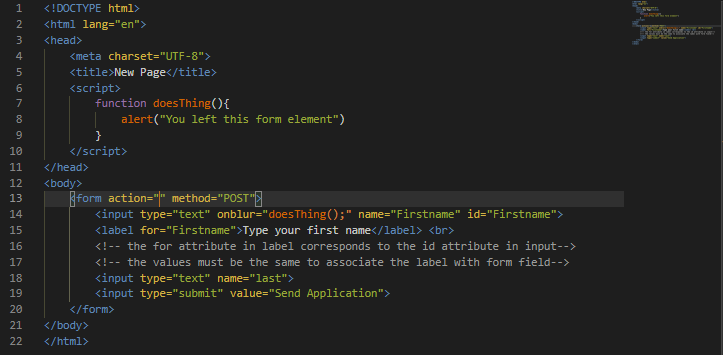 1 <!DOCTYPE html>
2 <html lang="en">
3 <head>
4 <meta charset="UTF-8">
5 <title>New Page</title>
6 <script>
7 function doesThing(){
8 alert("You left this form element")
9 }
10 </script>
11 </head>
12 <body>
13 <form action="" method="POST">
14 <input type="text" onblur="doesThing();" name="Firstname" id="Firstname">
15 <label for="Firstname">Type your first name</label> <br>
16 <!-- the for attribute in label corresponds to the id attribute in input-->
17 <!-- the values must be the same to associate the label with form field-->
18 <input type="text" name="last">
19 <input type="submit" value="Send Application">
20 </form>
21 </body>
22 </html>